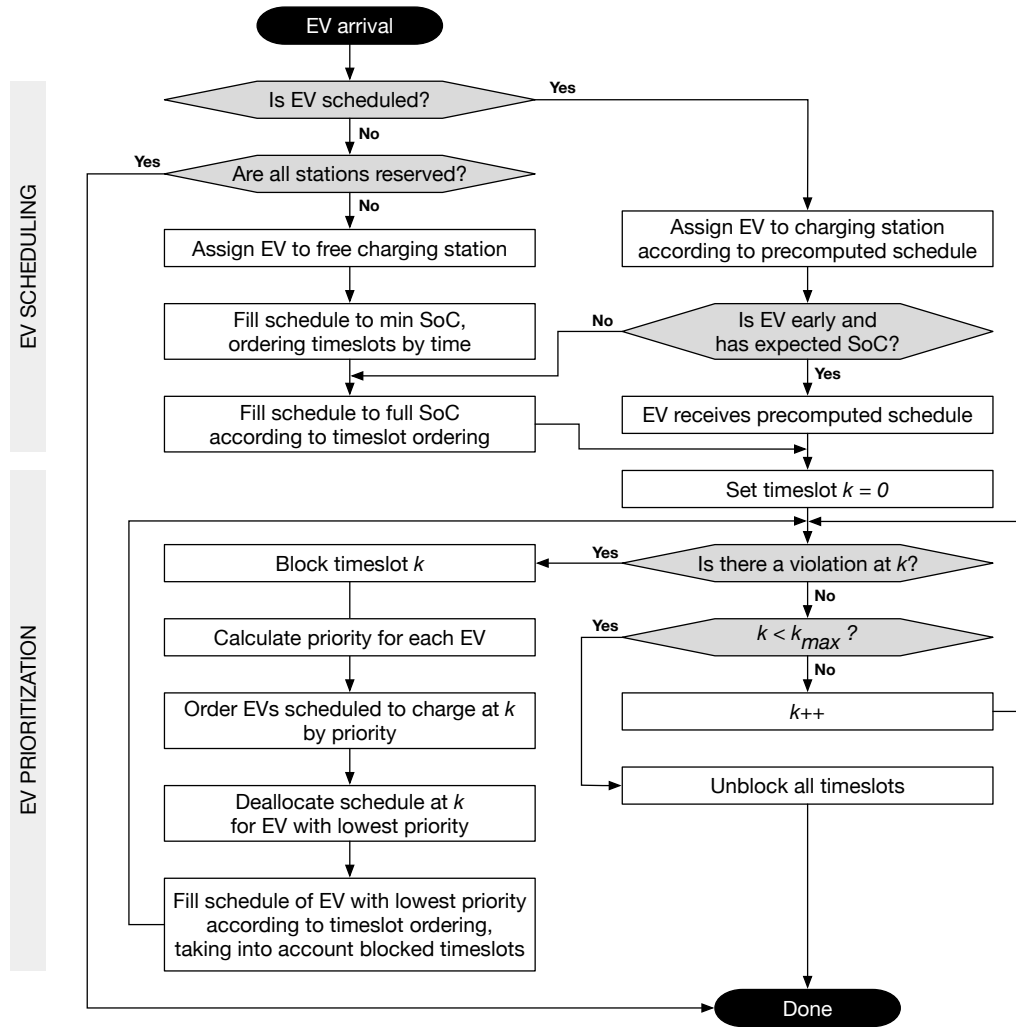 EV arrival
Is EV scheduled?
Yes
No
Are all stations reserved?
Yes
No
Assign EV to free charging station
Assign EV to charging station
according to precomputed schedule
Fill schedule to min SoC,
ordering timeslots by time
Is EV early and
has expected SoC?
No
Yes
Fill schedule to full SoC
according to timeslot ordering
EV receives precomputed schedule
EV SCHEDULING
Set timeslot k = 0
Is there a violation at k?
Yes
No
Block timeslot k
k < kmax ?
Yes
No
Calculate priority for each EV
k++
Order EVs scheduled to charge at k
by priority
Unblock all timeslots
Deallocate schedule at k
for EV with lowest priority
Fill schedule of EV with lowest priority
according to timeslot ordering,
taking into account blocked timeslots
EV PRIORITIZATION
Done